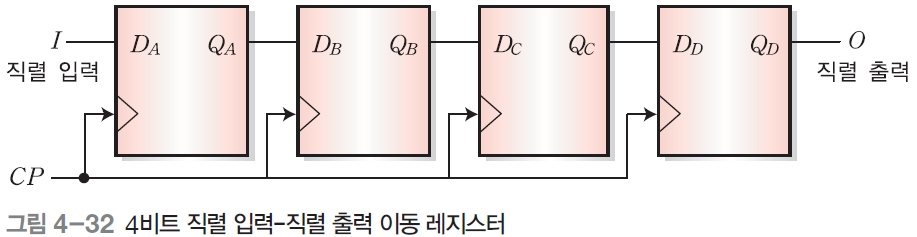 I D_A Q_A D_B Q_B D_C Q_C D_D Q_D O
직렬 입력 직렬 출력
CP
그림 4-32 4비트 직렬 입력-직렬 출력 이동 레지스터